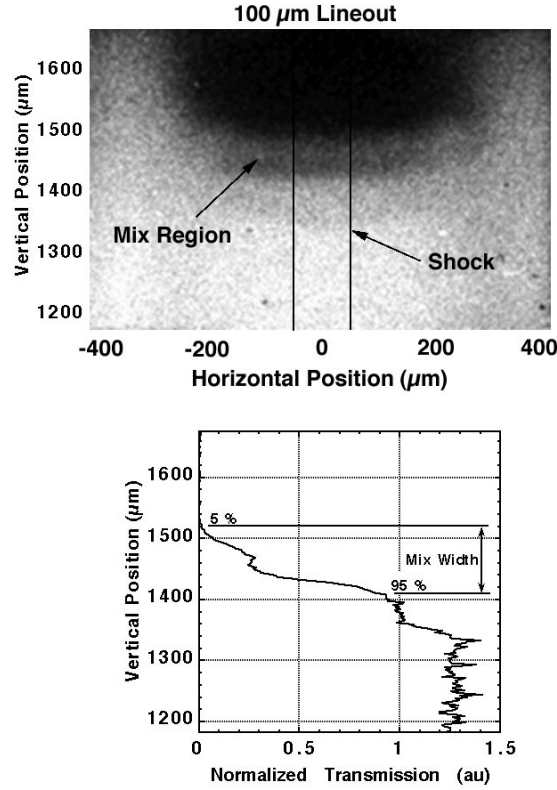 100 µm Lineout
Vertical Position (µm)
1600
1500
1400
1300
1200
Mix Region
Shock
-400
-200
0
200
400
Horizontal Position (µm)
Vertical Position (µm)
1600
1500
1400
1300
1200
5 %
Mix Width
95 %
0
0.5
1
1.5
Normalized Transmission (au)